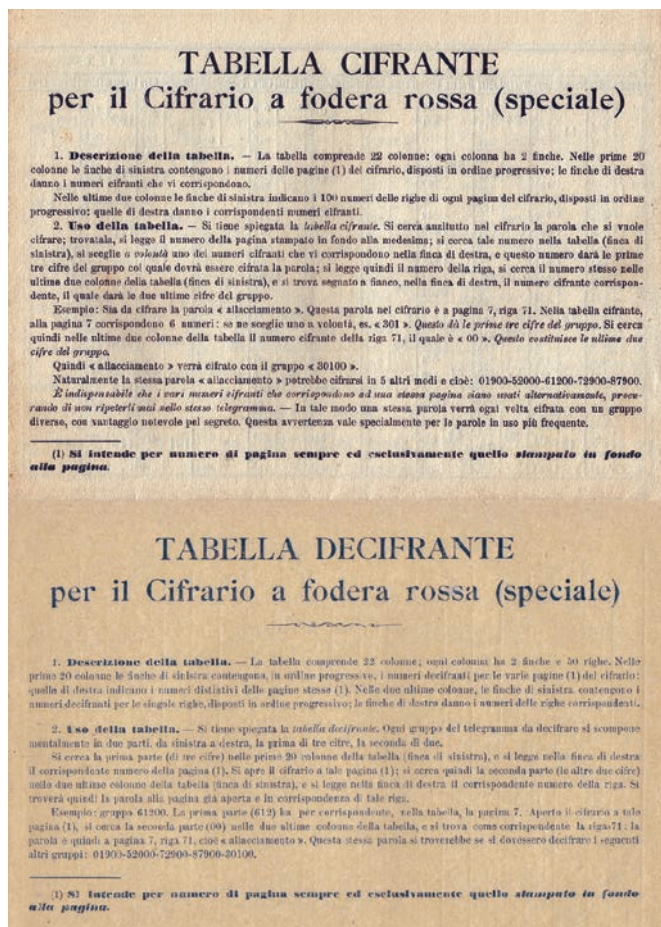 TABELLA CIFRANTE
per il Cifrario a fodera rossa (speciale)
1. Descrizione della tabella. — La tabella comprende 22 colonne: ogni colonna ha 2 finche. Nelle prime 20
colonne le finche di sinistra contengono i numeri delle pagine (1) del cifrario, disposti in ordine progressivo; le finche di destra
danno i numeri cifranti che vi corrispondono.
Nelle ultime due colonne le finche di sinistra indicano i 100 numeri delle righe di ogni pagina del cifrario, disposti in ordine
progressivo; quelle di destra danno i corrispondenti numeri cifranti.
2. Uso della tabella. — Si tiene spiegata la tabella cifrante. Si cerca anzitutto nel cifrario la parola che si vuole
cifrare; trovatala, si legge il numero della pagina stampato in fondo alla medesima; si cerca tale numero nella tabella (finca di
sinistra), si sceglie a volontà uno dei numeri cifranti che vi corrispondono nella finca di destra, e questo numero darà le prime
tre cifre del gruppo col quale dovrà essere cifrata la parola; si legge quindi il numero della riga, si cerca il numero stesso nelle
ultime due colonne della tabella (finca di sinistra), e si trova segnato a fianco, nella finca di destra, il numero cifrante corrispon-
dente, il quale darà le due ultime cifre del gruppo.
Esempio: Sia da cifrare la parola « allacciamento ». Questa parola nel cifrario è a pagina 7, riga 71. Nella tabella cifrante,
alla pagina 7 corrispondono 6 numeri: se ne sceglie uno a volontà, es. « 301 ». Questo dà le prime tre cifre del gruppo. Si cerca
quindi nelle ultime due colonne della tabella il numero cifrante della riga 71, il quale è « 00 ». Questo costituisce le ultime due
cifre del gruppo.
Quindi « allacciamento » verrà cifrato con il gruppo « 30100 ».
Naturalmente la stessa parola « allacciamento » potrebbe cifrarsi in 5 altri modi e cioè: 01900-52000-61200-72900-87900.
È indispensabile che i vari numeri cifranti che corrispondono ad una stessa pagina siano usati alternativamente, procu-
rando di non ripeterli mai nello stesso telegramma. — In tale modo una stessa parola verrà ogni volta cifrata con un gruppo
diverso, con vantaggio notevole pel segreto. Questa avvertenza vale specialmente per le parole in uso più frequente.
(1) Si intende per numero di pagina sempre ed esclusivamente quello stampato in fondo
alla pagina.
TABELLA DECIFRANTE
per il Cifrario a fodera rossa (speciale)
1. Descrizione della tabella. — La tabella comprende 22 colonne; ogni colonna ha 2 finche e 50 righe. Nelle
prime 20 colonne le finche di sinistra contengono, in ordine progressivo, i numeri decifranti per le varie pagine (1) del cifrario:
quelle di destra indicano i numeri distintivi delle pagine stesse (1). Nelle due ultime colonne, le finche di sinistra contengono i
numeri decifranti per le singole righe, disposti in ordine progressivo; le finche di destra danno i numeri delle righe corrispondenti.
2. Uso della tabella. — Si tiene spiegata la tabella decifrante. Ogni gruppo del telegramma da decifrare si scompone
mentalmente in due parti, da sinistra a destra, la prima di tre cifre, la seconda di due.
Si cerca la prima parte (di tre cifre) nelle prime 20 colonne della tabella (finca di sinistra), e si legge nella finca di destra
il corrispondente numero della pagina (1). Si apre il cifrario a tale pagina (1); si cerca quindi la seconda parte (le altre due cifre)
nelle due ultime colonne della tabella (finca di sinistra), e si legge nella finca di destra il corrispondente numero della riga. Si
troverà quindi la parola alla pagina già aperta e in corrispondenza di tale riga.
Esempio: gruppo 61200. La prima parte (612) ha per corrispondente, nella tabella, la pagina 7. Aperto il cifrario a tale
pagina (1), si cerca la seconda parte (00) nelle due ultime colonne della tabella, e si trova come corrispondente la riga 71: la
parola è quindi a pagina 7, riga 71, cioè « allacciamento ». Questa stessa parola si troverebbe se si dovessero decifrare i seguenti
altri gruppi: 01900-52000-72900-87900-30100.
(1) Si intende per numero di pagina sempre ed esclusivamente quello stampato in fondo
alla pagina.